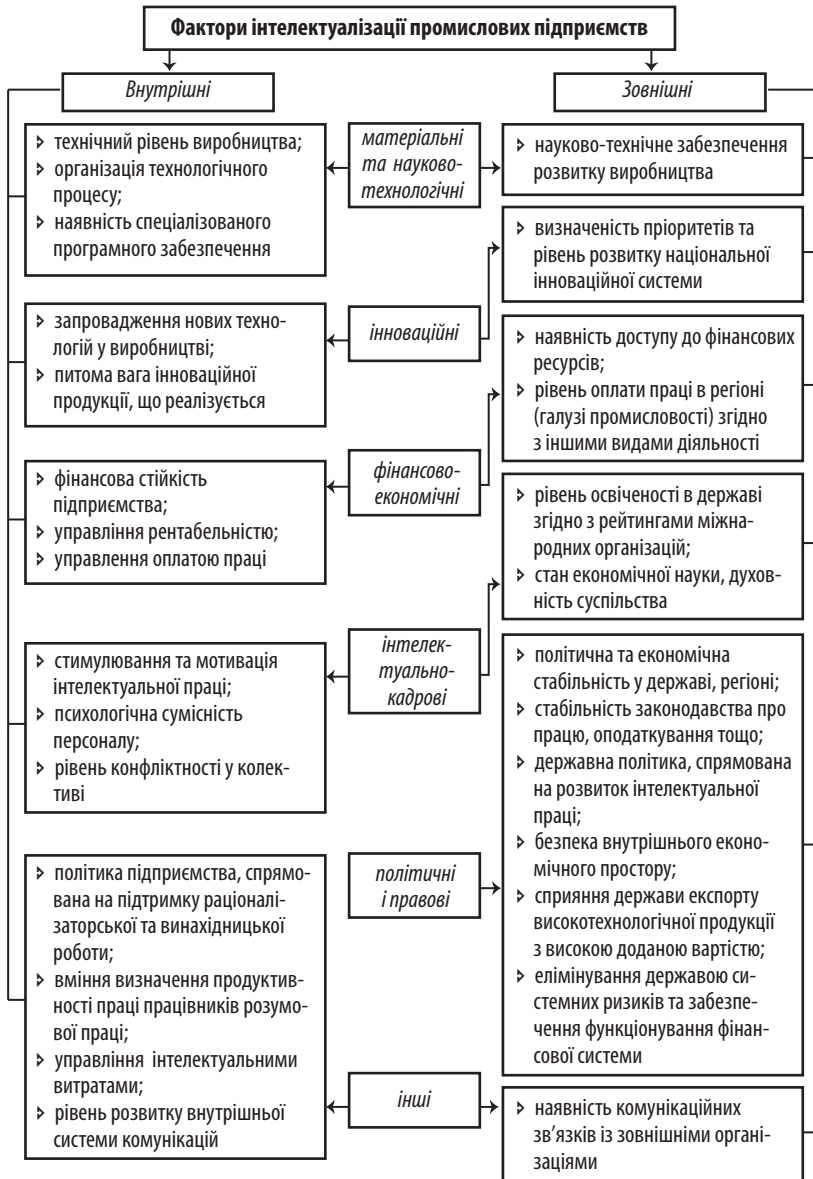 Фактори інтелектуалізації промислових підприємств
Внутрішні
Зовнішні
технічний рівень виробництва;
організація технологічного
процесу;
наявність спеціалізованого
програмного забезпечення
матеріальні
та науково-
технологічні
науково-технічне забезпечення
розвитку виробництва
визначеність пріоритетів та
рівень розвитку національної
інноваційної системи
запровадження нових техно-
логій у виробництві;
питома вага інноваційної
продукції, що реалізується
інноваційні
наявність доступу до фінансових
ресурсів;
рівень оплати праці в регіоні
(галузі промисловості) згідно
з іншими видами діяльності
фінансова стійкість
підприємства;
управління рентабельністю;
управлення оплатою праці
фінансово-
економічні
рівень освіченості в державі
згідно з рейтингами міжна-
родних організацій;
стан економічної науки, духов-
ність суспільства
стимулювання та мотивація
інтелектуальної праці;
психологічна сумісність
персоналу;
рівень конфліктності у колек-
тиві
інтелек-
туально-
кадрові
політична та економічна
стабільність у державі, регіоні;
стабільність законодавства про
працю, оподаткування тощо;
державна політика, спрямована
на розвиток інтелектуальної
праці;
безпека внутрішнього еконо-
мічного простору;
сприяння держави експорту
високотехнологічної продукції
з високою доданою вартістю;
елімінування державою си-
стемних ризиків та забезпе-
чення функціонування фінан-
сової системи
політика підприємства, спрямо-
вана на підтримку раціоналі-
заторської та винахідницької
роботи;
вміння визначення продуктив-
ності праці працівників розумо-
вої праці;
управління інтелектуальними
витратами;
рівень розвитку внутрішньої
системи комунікацій
політичні
і правові
інші
наявність комунікаційних
зв’язків із зовнішніми органі-
заціями